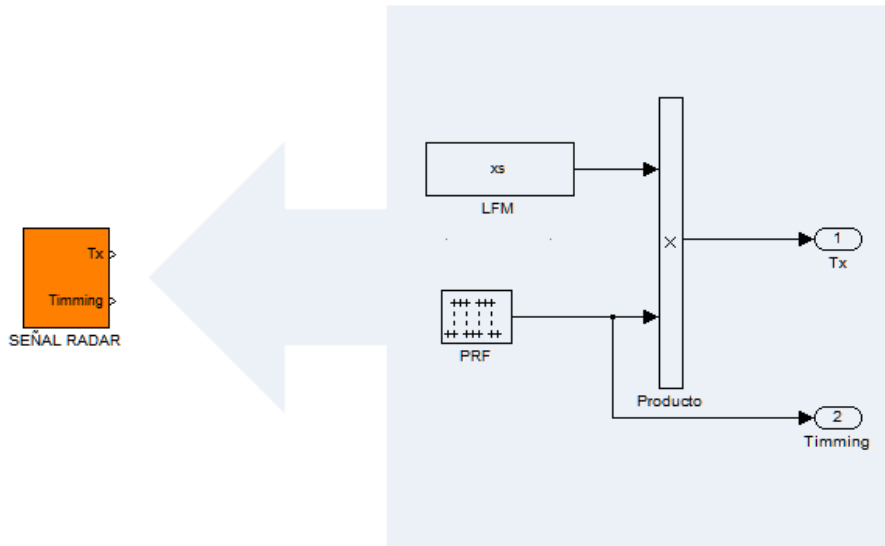 Tx
Timming
SEÑAL RADAR
xs
LFM
PRF
×
Producto
1
Tx
2
Timming